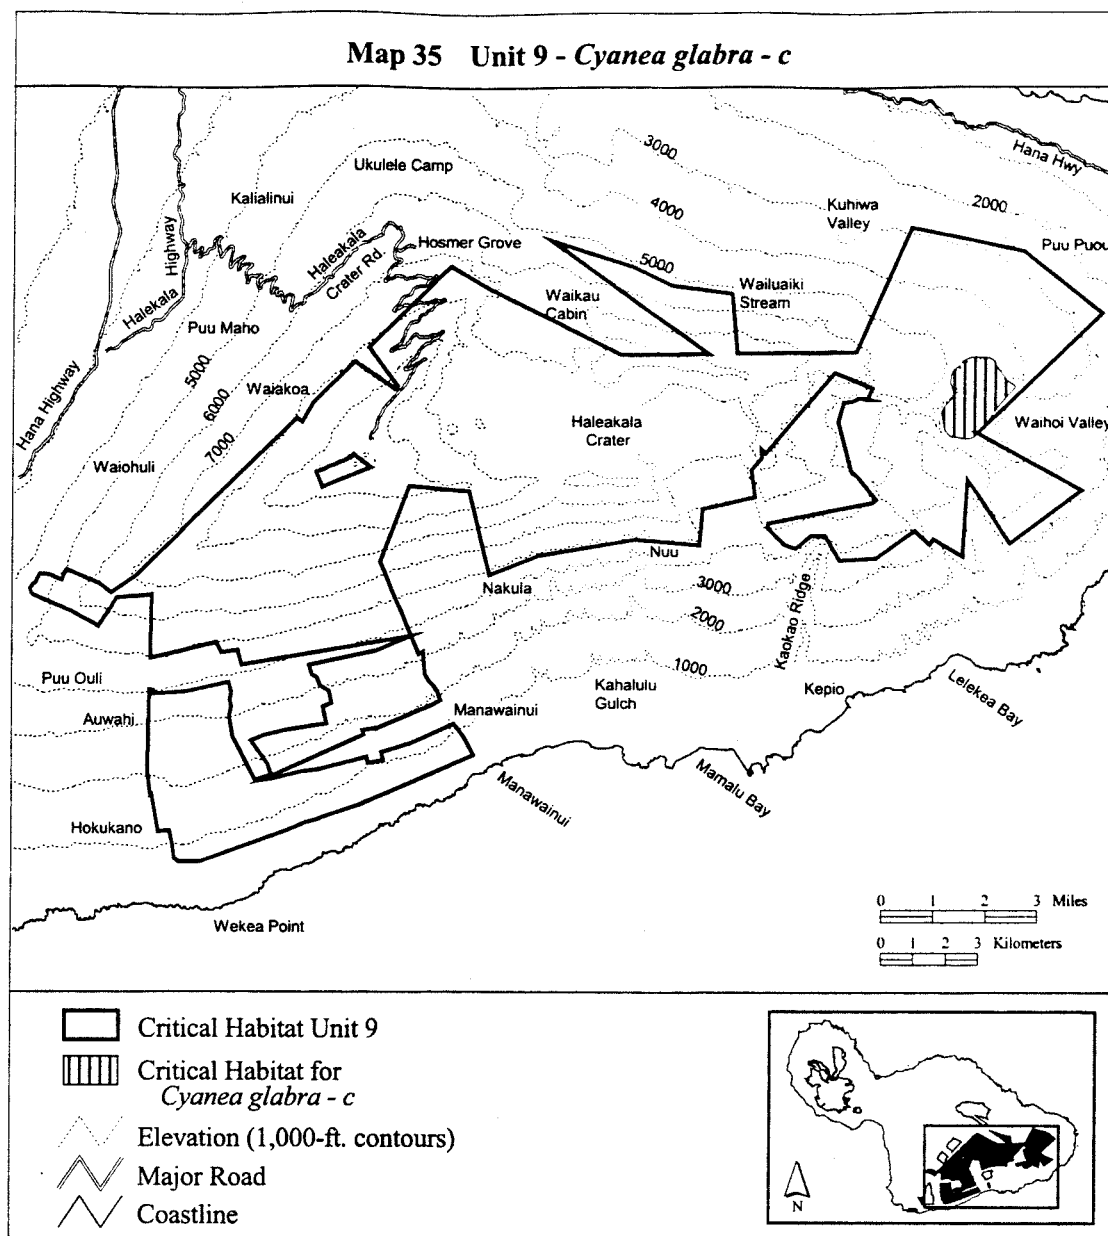 Map 35 Unit 9 - Cyanea glabra - c
Hana Hwy
3000
Ukulele Camp
Kalialinui
4000
Kuhiwa
Valley
2000
Highway
Haleakala
Crater Rd.
Hosmer Grove
Puu Puou
5000
Wailuaiki
Stream
Waikau
Cabin
Halekala
Puu Maho
5000
Waiakoa
6000
Hana Highway
7000
Haleakala
Crater
Waihoi Valley
Waiohuli
Nuu
Nakula
3000
2000
Kaokao Ridge
1000
Puu Ouli
Auwahi
Manawainui
Kahalulu
Gulch
Kepio
Lelekea Bay
Manawainui
Mamalu Bay
Hokukano
Wekea Point
0 1 2 3 Miles
0 1 2 3 Kilometers
Critical Habitat Unit 9
Critical Habitat for
Cyanea glabra - c
Elevation (1,000-ft. contours)
Major Road
Coastline
N